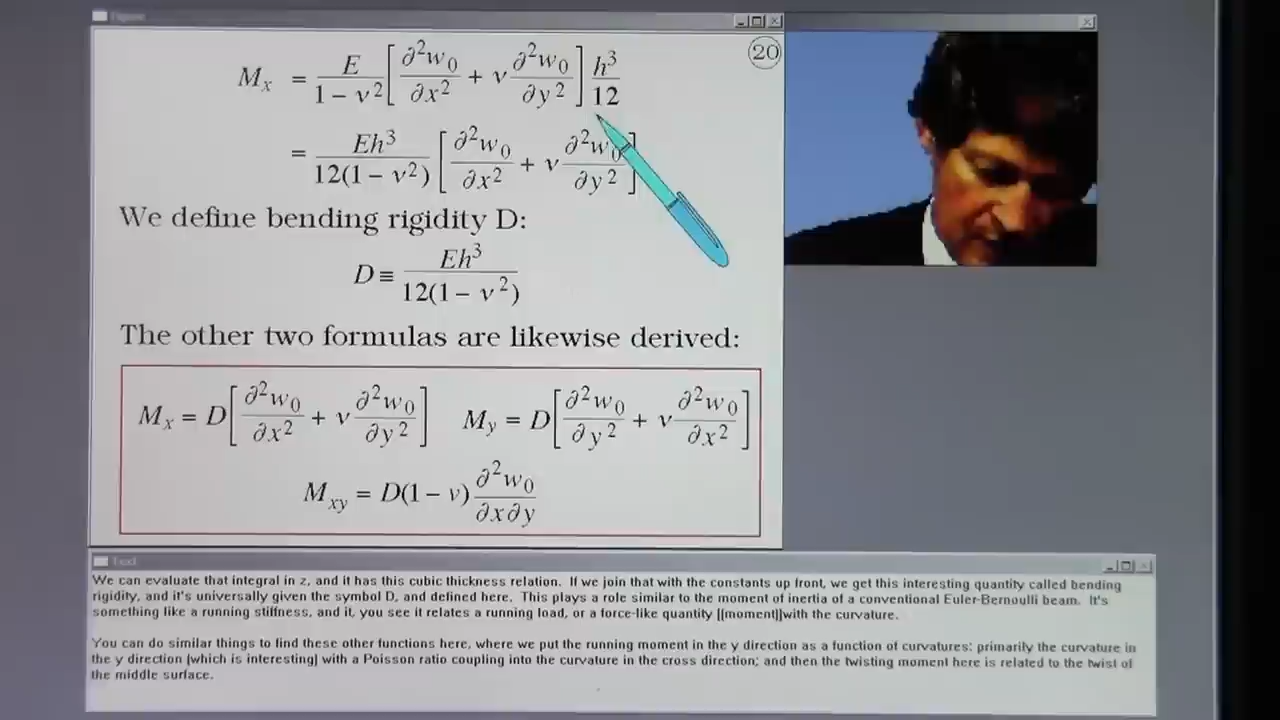 Figure
20
Mₓ = E/(1 − ν²) [∂²w₀/∂x² + ν ∂²w₀/∂y²] h³/12
= Eh³/(12(1 − ν²)) [∂²w₀/∂x² + ν ∂²w₀/∂y²]
We define bending rigidity D:
D ≡ Eh³/(12(1 − ν²))
The other two formulas are likewise derived:
Mₓ = D[∂²w₀/∂x² + ν ∂²w₀/∂y²] M_y = D[∂²w₀/∂y² + ν ∂²w₀/∂x²]
M_xy = D(1 − ν) ∂²w₀/∂x∂y
Text
We can evaluate that integral in z, and it has this cubic thickness relation. If we join that with the constants up front, we get this interesting quantity called bending
rigidity, and it's universally given the symbol D, and defined here. This plays a role similar to the moment of inertia of a conventional Euler-Bernoulli beam. It's
something like a running stiffness, and it, you see it relates a running load, or a force-like quantity [[moment]]with the curvature.
You can do similar things to find these other functions here, where we put the running moment in the y direction as a function of curvatures: primarily the curvature in
the y direction [which is interesting] with a Poisson ratio coupling into the curvature in the cross direction; and then the twisting moment here is related to the twist of
the middle surface.